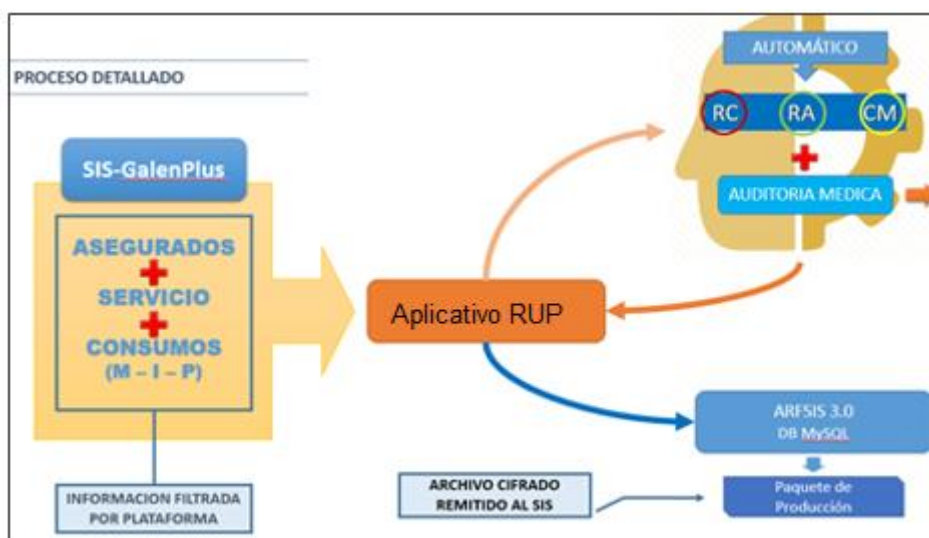 PROCESO DETALLADO
SIS-GalenPlus
ASEGURADOS
SERVICIO
CONSUMOS
(M – I – P)
INFORMACION FILTRADA
POR PLATAFORMA
Aplicativo RUP
AUTOMÁTICO
RC RA CM
AUDITORIA MEDICA
ARFSIS 3.0
DB MySQL
ARCHIVO CIFRADO
REMITIDO AL SIS
Paquete de
Producción